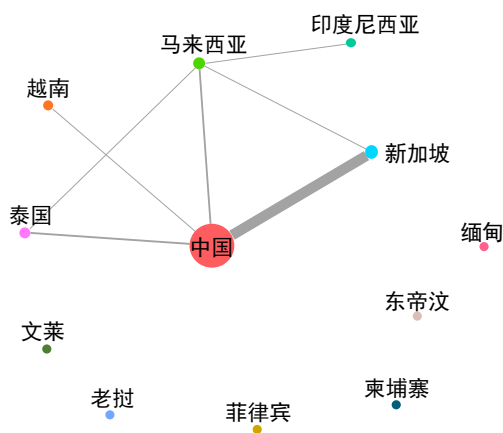 印度尼西亚
马来西亚
越南
新加坡
泰国
缅甸
中国
东帝汶
文莱
柬埔寨
老挝
菲律宾